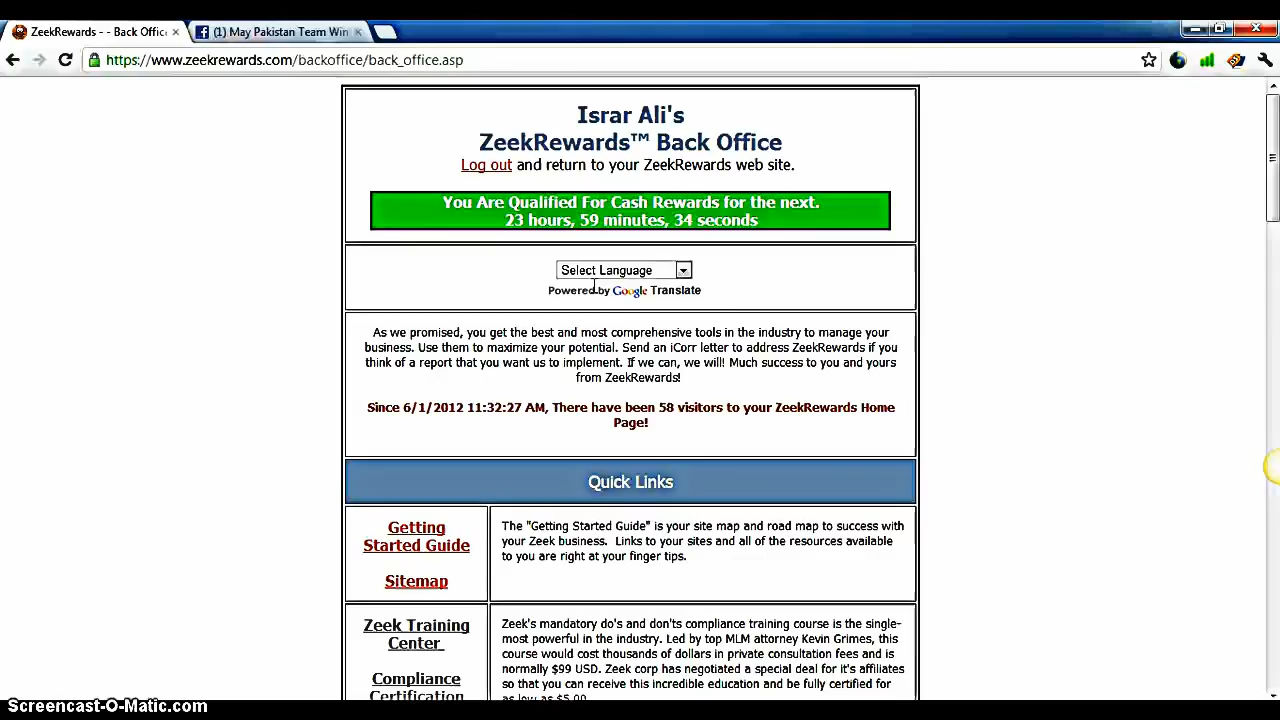 ZeekRewards - - Back Offic
(1) May Pakistan Team Win
https://www.zeekrewards.com/backoffice/back_office.asp
Israr Ali's
ZeekRewards™ Back Office
Log out and return to your ZeekRewards web site.
You Are Qualified For Cash Rewards for the next.
23 hours, 59 minutes, 34 seconds
Select Language
Powered by Google Translate
As we promised, you get the best and most comprehensive tools in the industry to manage your
business. Use them to maximize your potential. Send an iCorr letter to address ZeekRewards if you
think of a report that you want us to implement. If we can, we will! Much success to you and yours
from ZeekRewards!
Since 6/1/2012 11:32:27 AM, There have been 58 visitors to your ZeekRewards Home
Page!
Quick Links
Getting
Started Guide
Sitemap
The "Getting Started Guide" is your site map and road map to success with
your Zeek business. Links to your sites and all of the resources available
to you are right at your finger tips.
Zeek Training
Center
Compliance
Certification
Zeek's mandatory do's and don'ts compliance training course is the single-
most powerful in the industry. Led by top MLM attorney Kevin Grimes, this
course would cost thousands of dollars in private consultation fees and is
normally $99 USD. Zeek corp has negotiated a special deal for it's affiliates
so that you can receive this incredible education and be fully certified for
as low as $5.00
Screencast-O-Matic.com